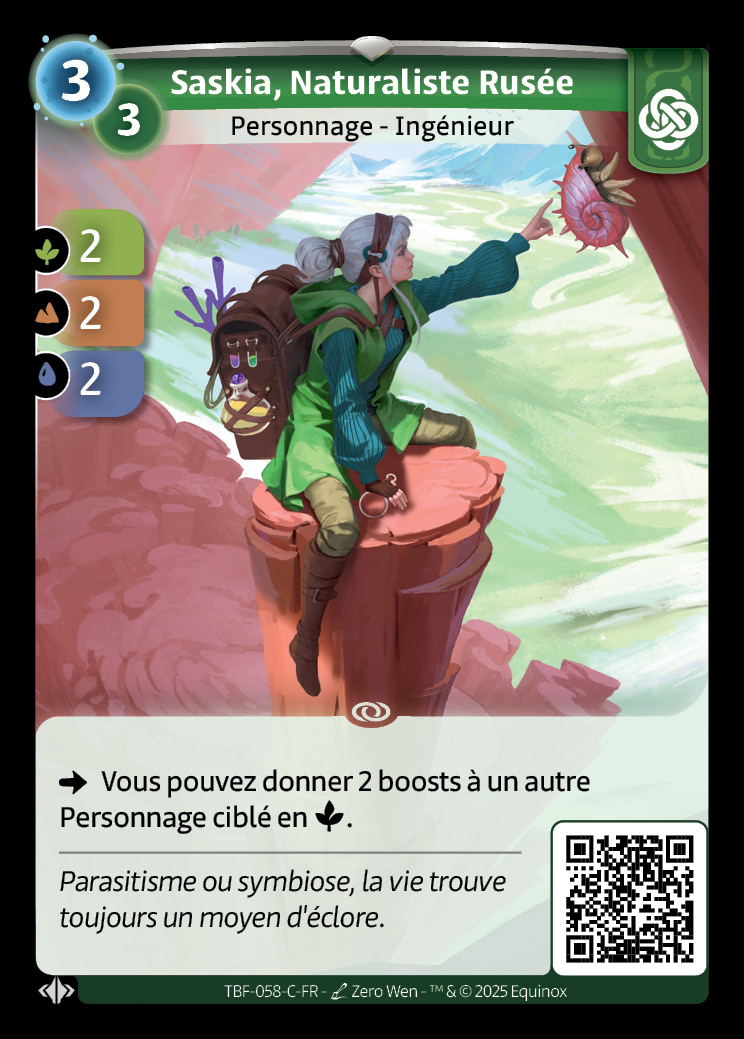 3
Saskia, Naturaliste Rusée
3
Personnage - Ingénieur
2
2
2
Vous pouvez donner 2 boosts à un autre
Personnage ciblé en .
Parasitisme ou symbiose, la vie trouve
toujours un moyen d'éclore.
TBF-058-C-FR - Zero Wen - ™ & © 2025 Equinox